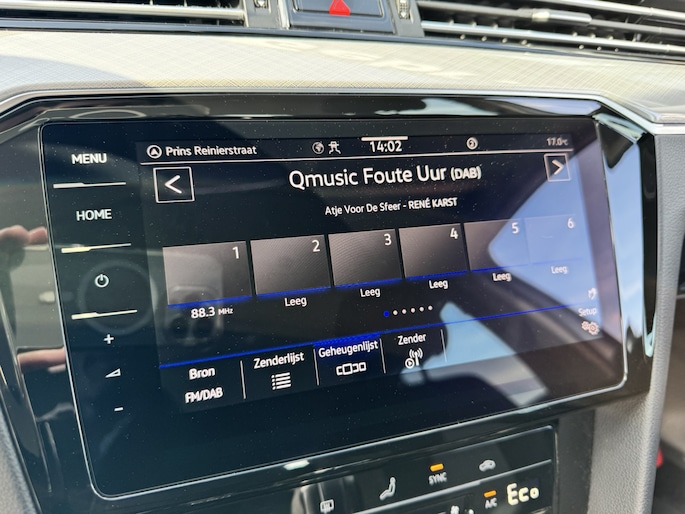 MENU
HOME
Prins Reinierstraat
14:02
2
17.0°C
Qmusic Foute Uur (DAB)
Atje Voor De Sfeer - RENÉ KARST
1
2
3
4
5
6
88.3 MHz
Leeg
Leeg
Leeg
Leeg
Leeg
Bron
FM/DAB
Zenderlijst
Geheugenlijst
Zender
Setup
SYNC
A/C
Eco